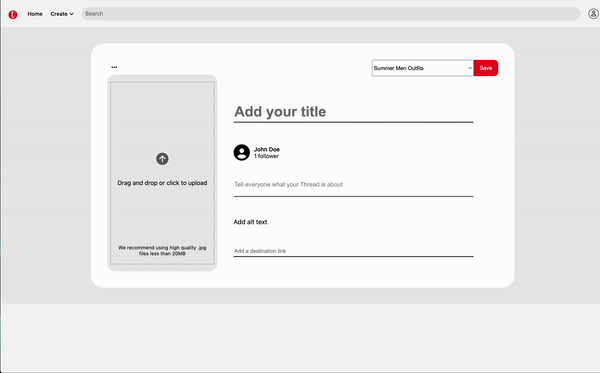 Home Create Search
Summer Men Outfits Save
Add your title
John Doe
1 follower
Drag and drop or click to upload
Tell everyone what your Thread is about
Add alt text
We recommend using high quality .jpg
files less than 20MB
Add a destination link